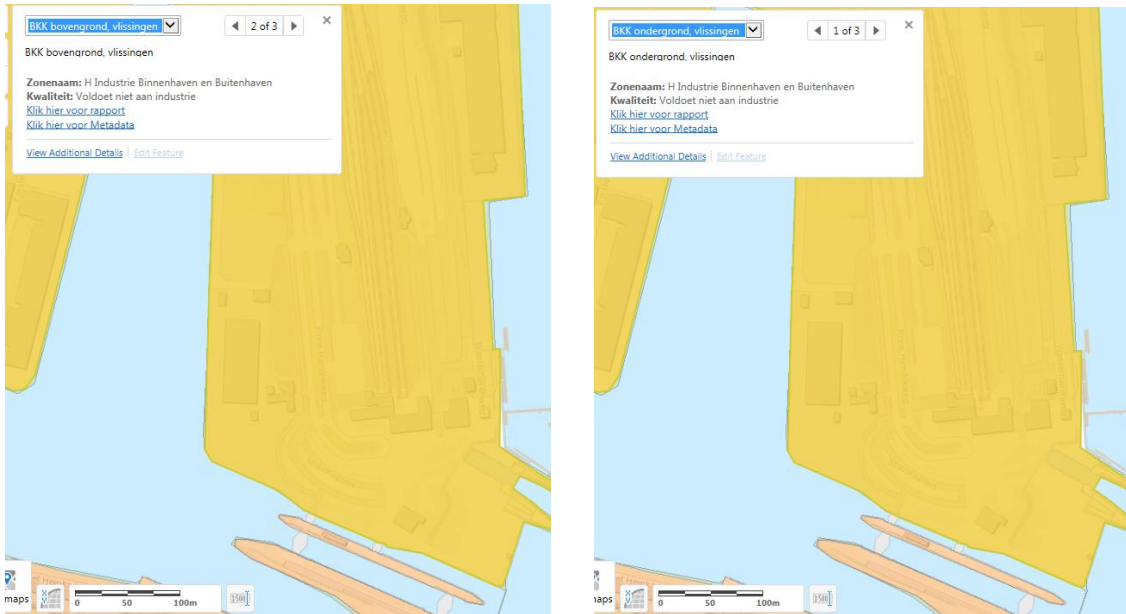 BKK bovengrond, vlissingen
2 of 3
BKK bovengrond, vlissingen
Zonenaam: H Industrie Binnenhaven en Buitenhaven
Kwaliteit: Voldoet niet aan industrie
Klik hier voor rapport
Klik hier voor Metadata
View Additional Details
Edit Feature
maps
0 50 100m
BKK ondergrond, vlissingen
1 of 3
BKK ondergrond, vlissingen
Zonenaam: H Industrie Binnenhaven en Buitenhaven
Kwaliteit: Voldoet niet aan industrie
Klik hier voor rapport
Klik hier voor Metadata
View Additional Details
Edit Feature
0 50 100m